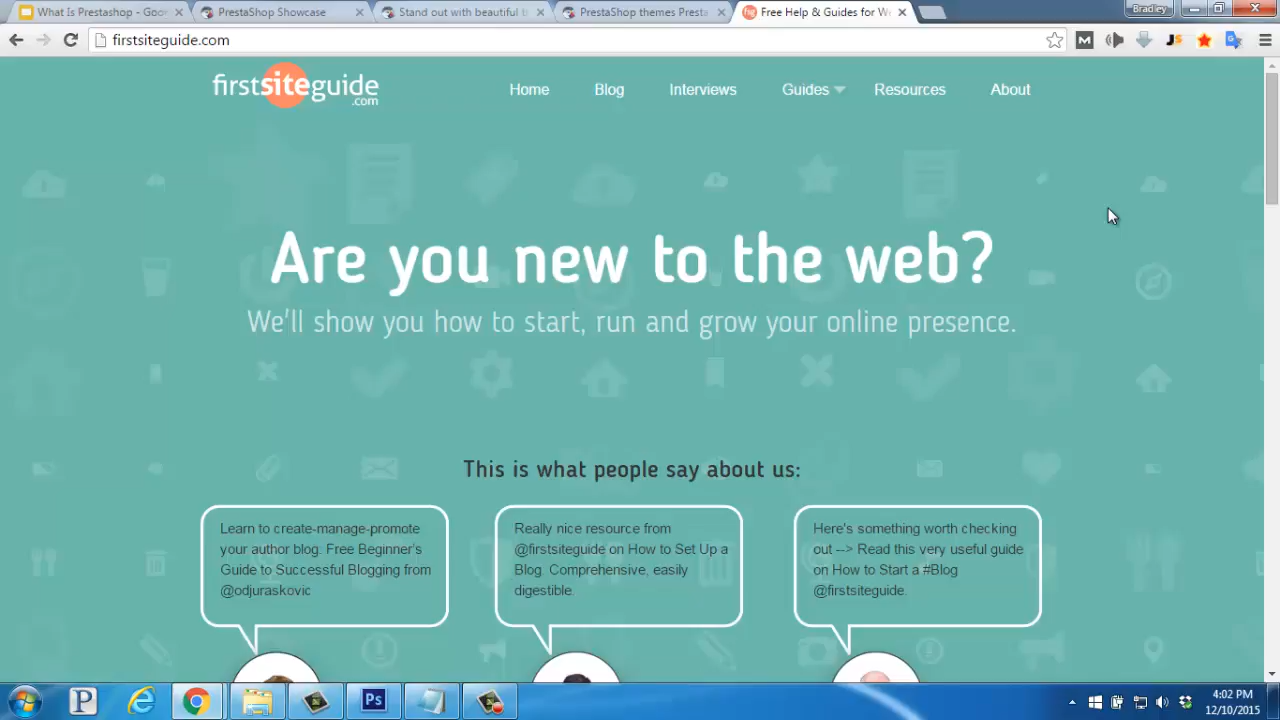 What Is Prestashop - Goo
PrestaShop Showcase
Stand out with beautiful t
PrestaShop themes Presta
Free Help & Guides for W
Bradley
firstsiteguide.com
M
JS
firstsiteguide
.com
Home
Blog
Interviews
Guides
Resources
About
Are you new to the web?
We'll show you how to start, run and grow your online presence.
This is what people say about us:
Learn to create-manage-promote
your author blog. Free Beginner's
Guide to Successful Blogging from
@odjuraskovic
Really nice resource from
@firstsiteguide on How to Set Up a
Blog. Comprehensive, easily
digestible.
Here's something worth checking
out --> Read this very useful guide
on How to Start a #Blog
@firstsiteguide.
P
Ps
4:02 PM
12/10/2015